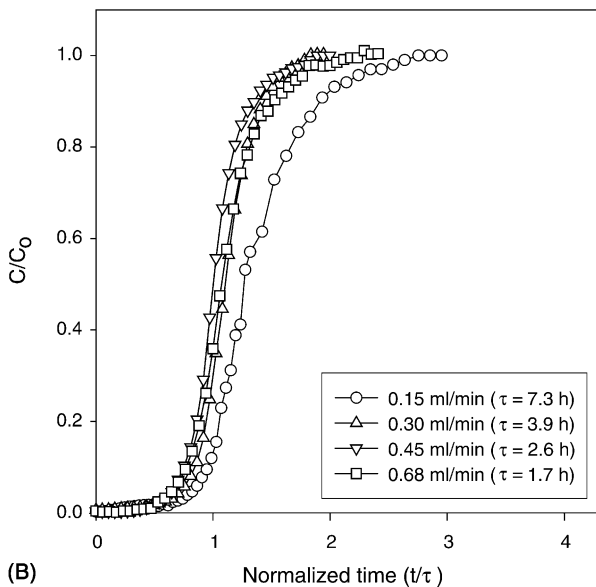 1.0
0.8
0.6
0.4
0.2
0.0
C/C₀
0.15 ml/min (τ = 7.3 h)
0.30 ml/min (τ = 3.9 h)
0.45 ml/min (τ = 2.6 h)
0.68 ml/min (τ = 1.7 h)
0 1 2 3 4
(B) Normalized time (t/τ)